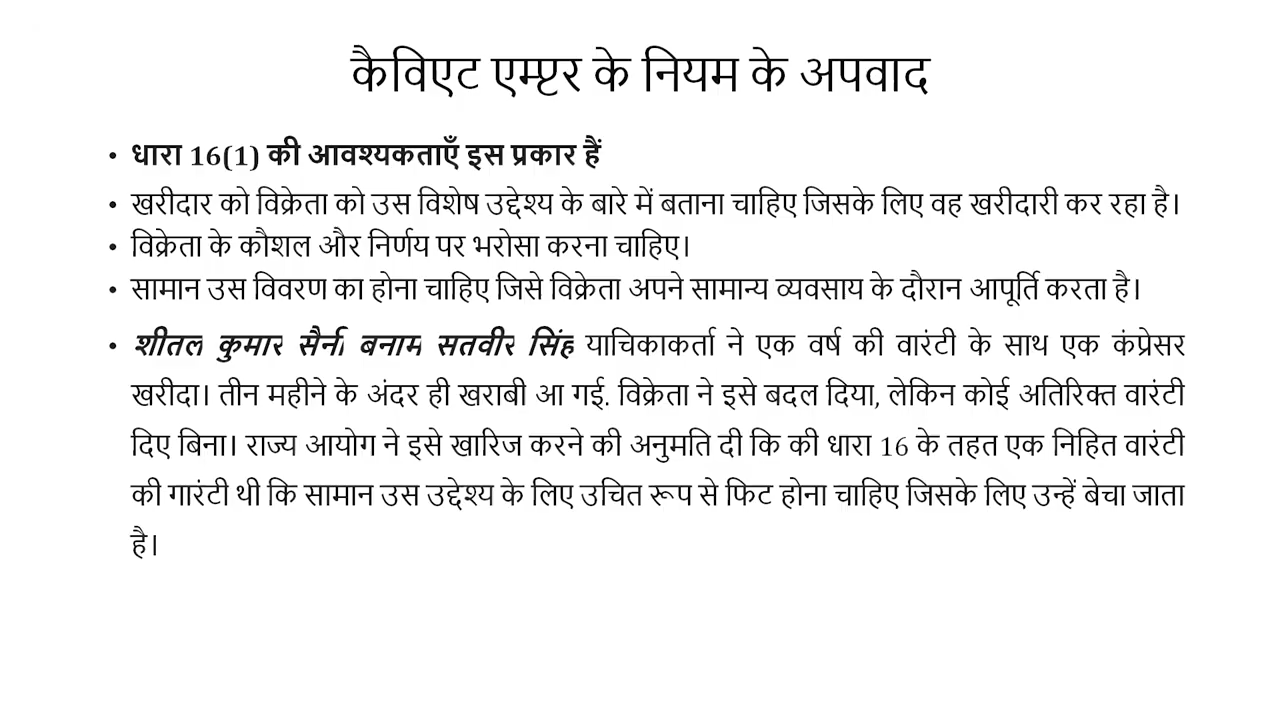 कैविएट एम्प्टर के नियम के अपवाद
• धारा 16(1) की आवश्यकताएँ इस प्रकार हैं
• खरीदार को विक्रेता को उस विशेष उद्देश्य के बारे में बताना चाहिए जिसके लिए वह खरीदारी कर रहा है।
• विक्रेता के कौशल और निर्णय पर भरोसा करना चाहिए।
• सामान उस विवरण का होना चाहिए जिसे विक्रेता अपने सामान्य व्यवसाय के दौरान आपूर्ति करता है।
• शीतल कुमार सैनी बनाम सतवीर सिंह याचिकाकर्ता ने एक वर्ष की वारंटी के साथ एक कंप्रेसर
खरीदा। तीन महीने के अंदर ही खराबी आ गई. विक्रेता ने इसे बदल दिया, लेकिन कोई अतिरिक्त वारंटी
दिए बिना। राज्य आयोग ने इसे खारिज करने की अनुमति दी कि की धारा 16 के तहत एक निहित वारंटी
की गारंटी थी कि सामान उस उद्देश्य के लिए उचित रूप से फिट होना चाहिए जिसके लिए उन्हें बेचा जाता
है।